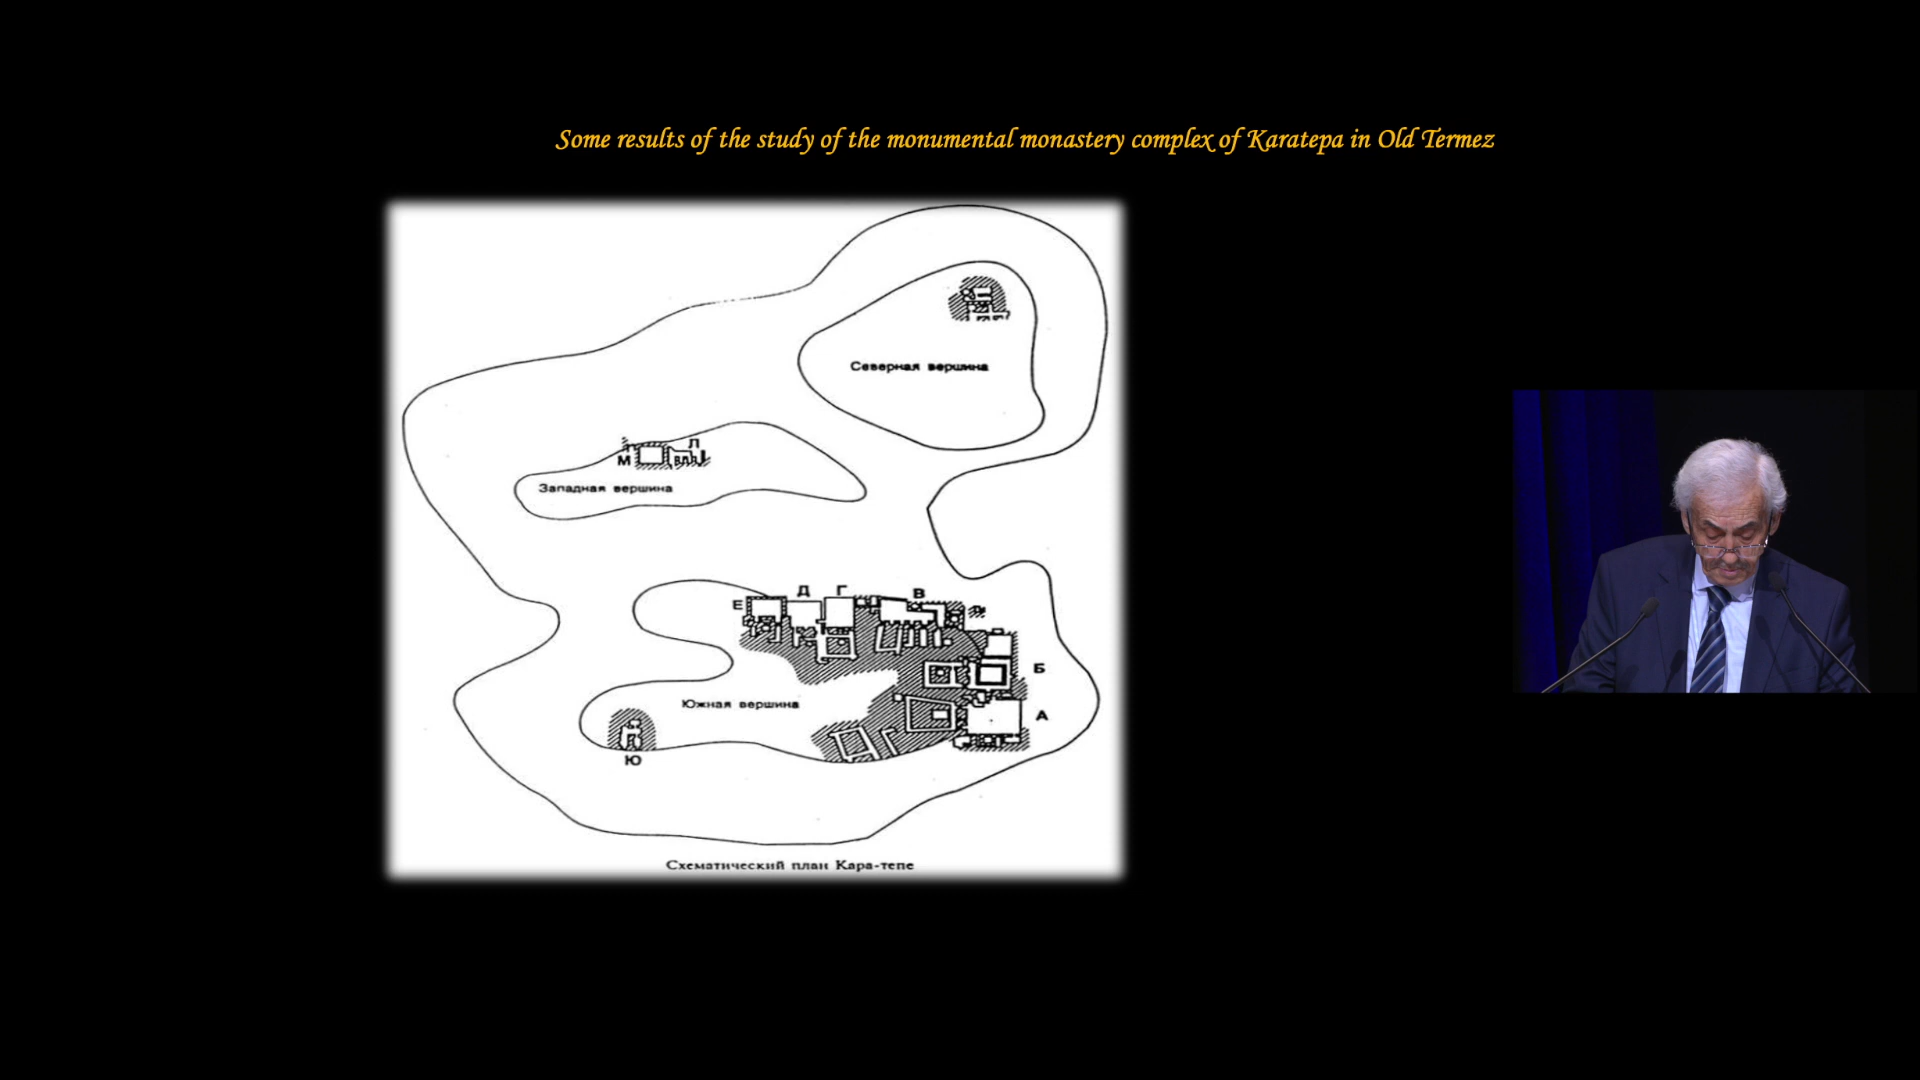 Some results of the study of the monumental monastery complex of Karatepa in Old Termez
Северная вершина
Л
М
Западная вершина
Д Г В
Е
Б
Южная вершина
А
Ю
Схематический план Кара-тепе